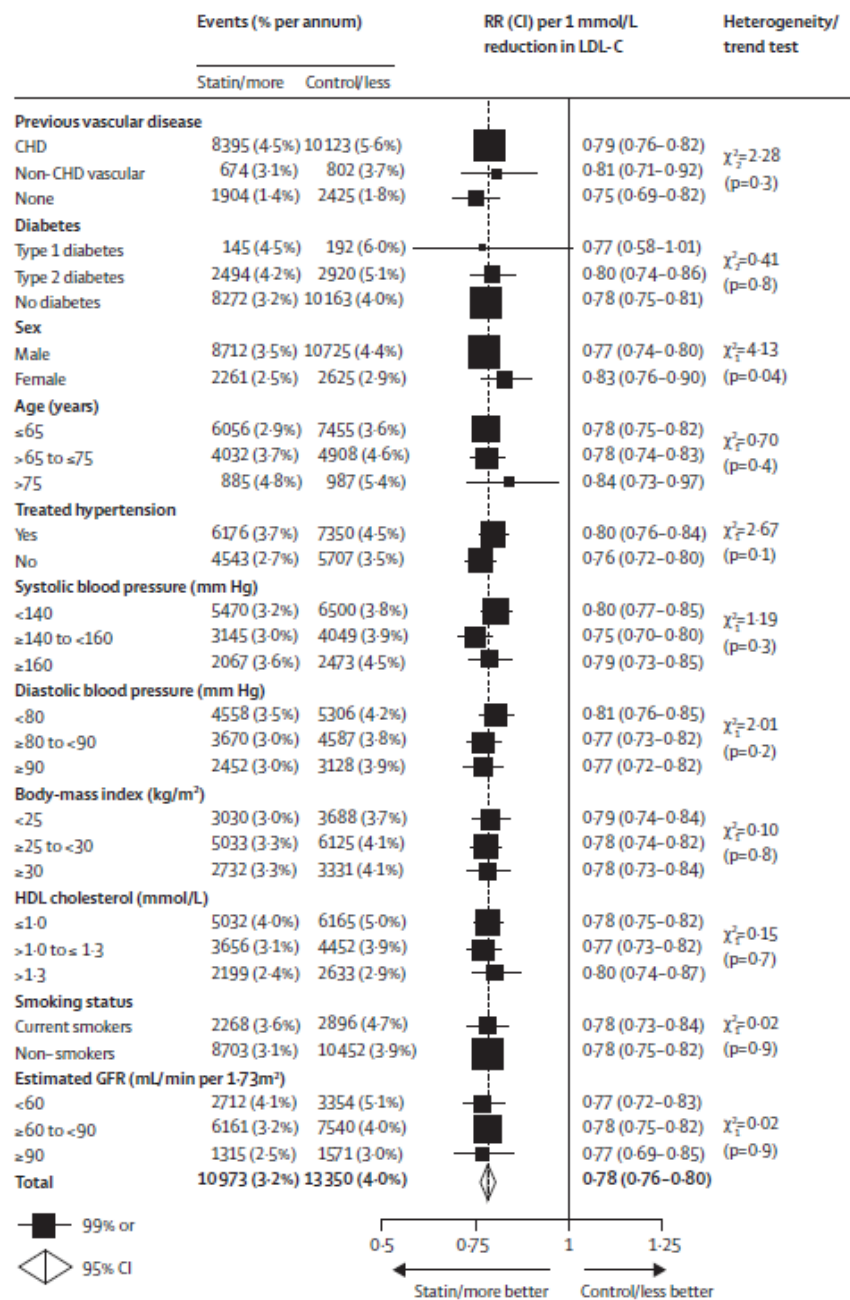 Events (% per annum) RR (CI) per 1 mmol/L reduction in LDL-C Heterogeneity/ trend test
Statin/more Control/less
Previous vascular disease
CHD 8395 (4·5%) 10123 (5·6%) 0·79 (0·76–0·82)
Non-CHD vascular 674 (3·1%) 802 (3·7%) 0·81 (0·71–0·92) χ²₂=2·28 (p=0·3)
None 1904 (1·4%) 2425 (1·8%) 0·75 (0·69–0·82)
Diabetes
Type 1 diabetes 145 (4·5%) 192 (6·0%) 0·77 (0·58–1·01)
Type 2 diabetes 2494 (4·2%) 2920 (5·1%) 0·80 (0·74–0·86) χ²₂=0·41 (p=0·8)
No diabetes 8272 (3·2%) 10163 (4·0%) 0·78 (0·75–0·81)
Sex
Male 8712 (3·5%) 10725 (4·4%) 0·77 (0·74–0·80) χ²₁=4·13
Female 2261 (2·5%) 2625 (2·9%) 0·83 (0·76–0·90) (p=0·04)
Age (years)
≤65 6056 (2·9%) 7455 (3·6%) 0·78 (0·75–0·82)
>65 to ≤75 4032 (3·7%) 4908 (4·6%) 0·78 (0·74–0·83) χ²₁=0·70 (p=0·4)
>75 885 (4·8%) 987 (5·4%) 0·84 (0·73–0·97)
Treated hypertension
Yes 6176 (3·7%) 7350 (4·5%) 0·80 (0·76–0·84) χ²₁=2·67
No 4543 (2·7%) 5707 (3·5%) 0·76 (0·72–0·80) (p=0·1)
Systolic blood pressure (mm Hg)
<140 5470 (3·2%) 6500 (3·8%) 0·80 (0·77–0·85)
≥140 to <160 3145 (3·0%) 4049 (3·9%) 0·75 (0·70–0·80) χ²₁=1·19 (p=0·3)
≥160 2067 (3·6%) 2473 (4·5%) 0·79 (0·73–0·85)
Diastolic blood pressure (mm Hg)
<80 4558 (3·5%) 5306 (4·2%) 0·81 (0·76–0·85)
≥80 to <90 3670 (3·0%) 4587 (3·8%) 0·77 (0·73–0·82) χ²₁=2·01 (p=0·2)
≥90 2452 (3·0%) 3128 (3·9%) 0·77 (0·72–0·82)
Body-mass index (kg/m²)
<25 3030 (3·0%) 3688 (3·7%) 0·79 (0·74–0·84)
≥25 to <30 5033 (3·3%) 6125 (4·1%) 0·78 (0·74–0·82) χ²₁=0·10 (p=0·8)
≥30 2732 (3·3%) 3331 (4·1%) 0·78 (0·73–0·84)
HDL cholesterol (mmol/L)
≤1·0 5032 (4·0%) 6165 (5·0%) 0·78 (0·75–0·82)
>1·0 to ≤ 1·3 3656 (3·1%) 4452 (3·9%) 0·77 (0·73–0·82) χ²₁=0·15 (p=0·7)
>1·3 2199 (2·4%) 2633 (2·9%) 0·80 (0·74–0·87)
Smoking status
Current smokers 2268 (3·6%) 2896 (4·7%) 0·78 (0·73–0·84) χ²₁=0·02
Non–smokers 8703 (3·1%) 10452 (3·9%) 0·78 (0·75–0·82) (p=0·9)
Estimated GFR (mL/min per 1·73m²)
<60 2712 (4·1%) 3354 (5·1%) 0·77 (0·72–0·83)
≥60 to <90 6161 (3·2%) 7540 (4·0%) 0·78 (0·75–0·82) χ²₁=0·02 (p=0·9)
≥90 1315 (2·5%) 1571 (3·0%) 0·77 (0·69–0·85)
Total 10973 (3·2%) 13350 (4·0%) 0·78 (0·76–0·80)
99% or
95% CI
0·5 0·75 1 1·25
Statin/more better Control/less better